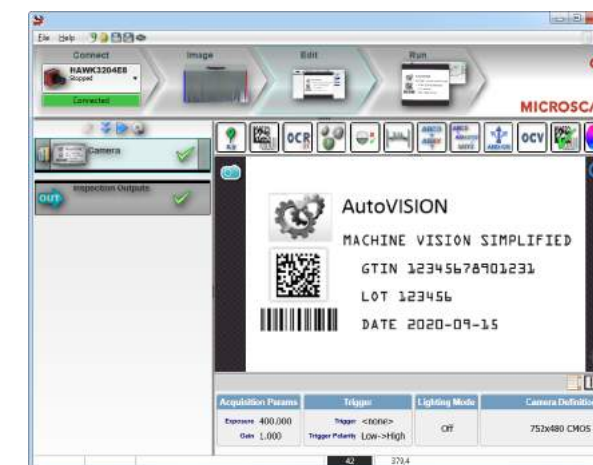 File Help
Connect
Image
Edit
Run
HAWK3204E8
Stopped
Connected
MICROSCA
Camera
OCR
OCV
OUT
Inspection Outputs
AutoVISION
MACHINE VISION SIMPLIFIED
GTIN 12345678901231
LOT 123456
DATE 2020-09-15
Acquisition Params
Trigger
Lighting Mode
Camera Definitio
Exposure 400.000
Trigger <none>
Off
752x480 CMOS
Gain 1.000
Trigger Polarity Low->High
42
379,4